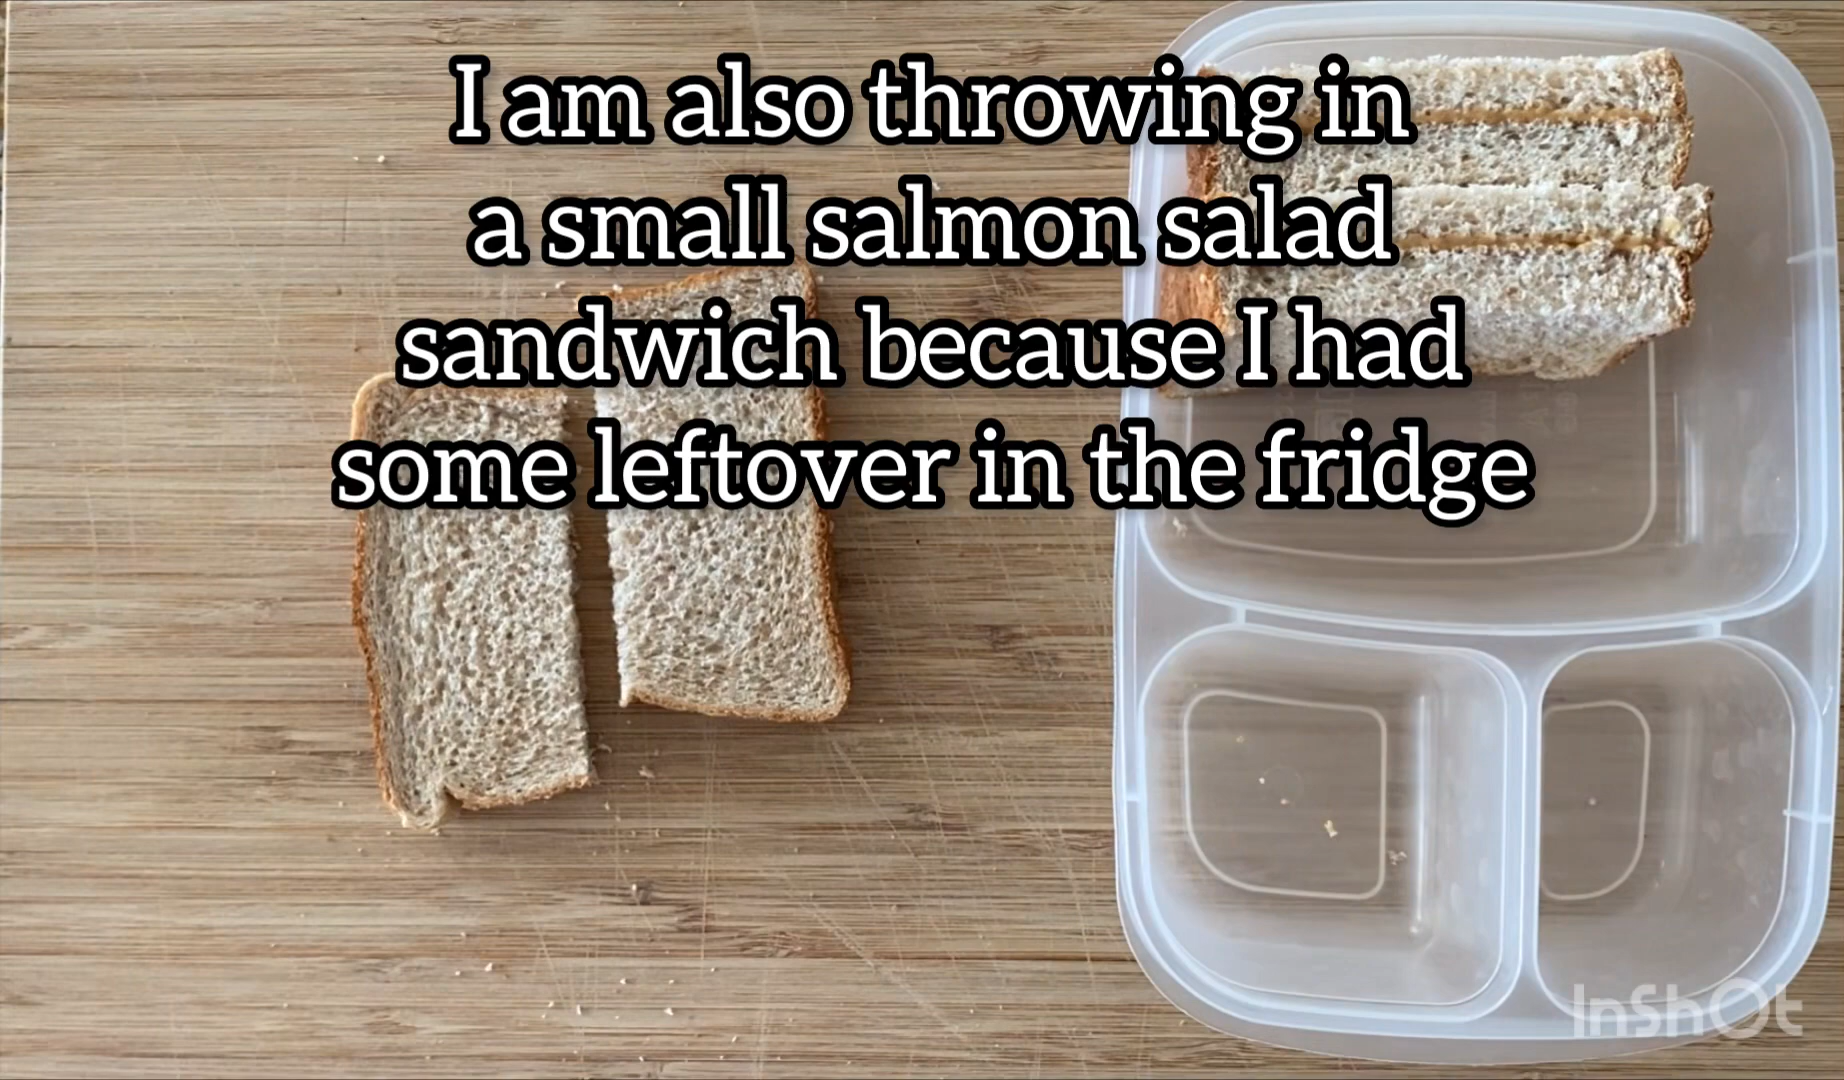 I am also throwing in
a small salmon salad
sandwich because I had
some leftover in the fridge
InShOt